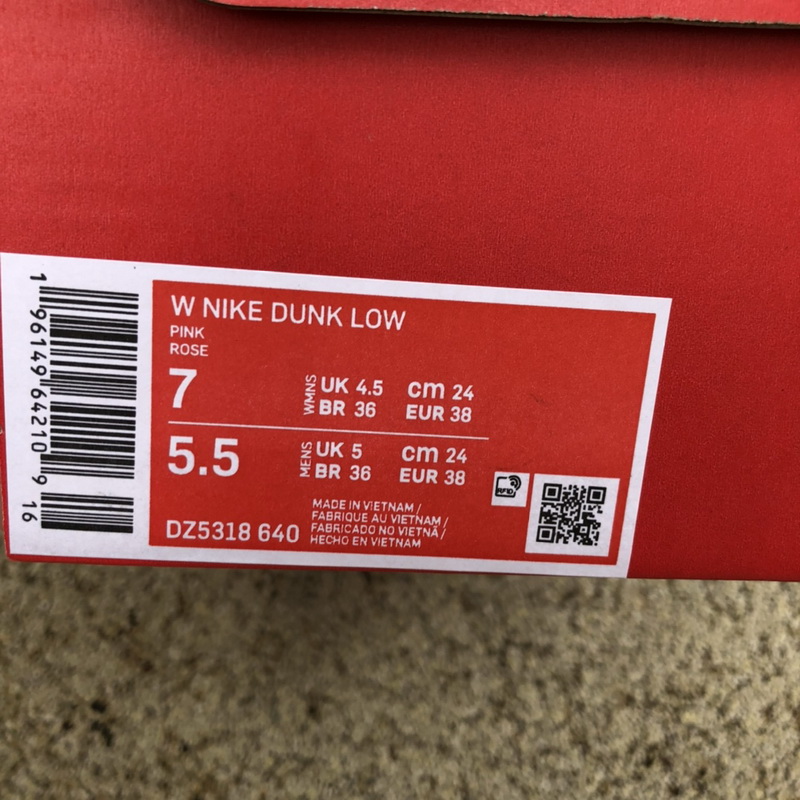 W NIKE DUNK LOW
PINK
ROSE
7
WMNS
UK 4.5 cm 24
BR 36 EUR 38
5.5
MENS
UK 5 cm 24
BR 36 EUR 38
DZ5318 640
MADE IN VIETNAM /
FABRIQUE AU VIETNAM /
FABRICADO NO VIETNÃ /
HECHO EN VIETNAM
RFID
1 96149 64210 9 16